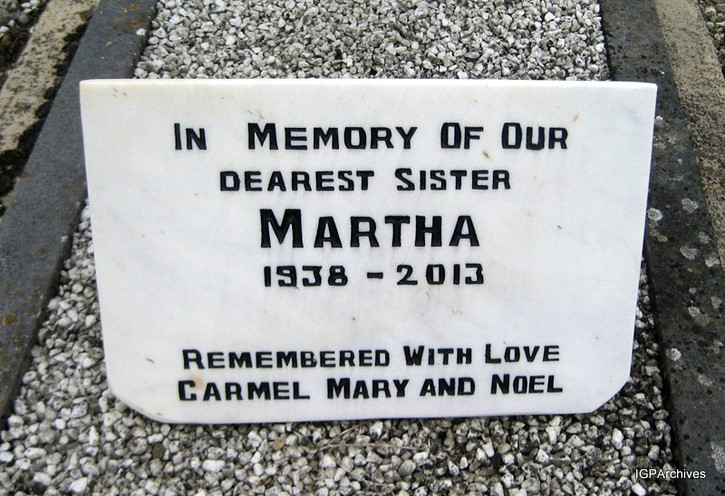 In Memory Of Our
Dearest Sister
Martha
1938 - 2013
Remembered With Love
Carmel Mary and Noel
IGPArchives